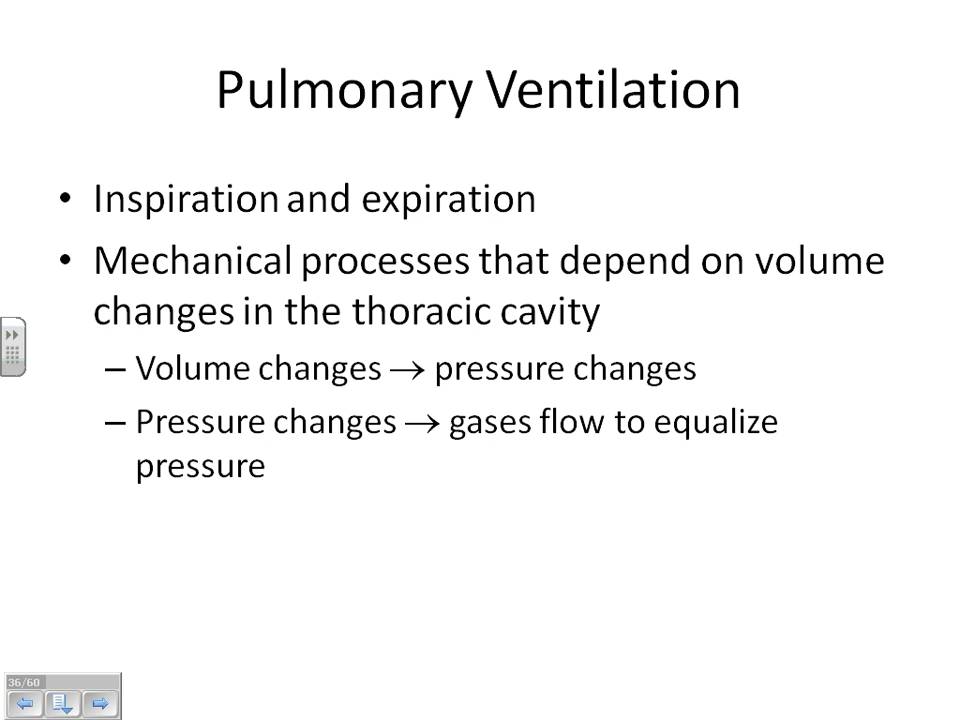 Pulmonary Ventilation
• Inspiration and expiration
• Mechanical processes that depend on volume
changes in the thoracic cavity
– Volume changes → pressure changes
– Pressure changes → gases flow to equalize
pressure
36/60